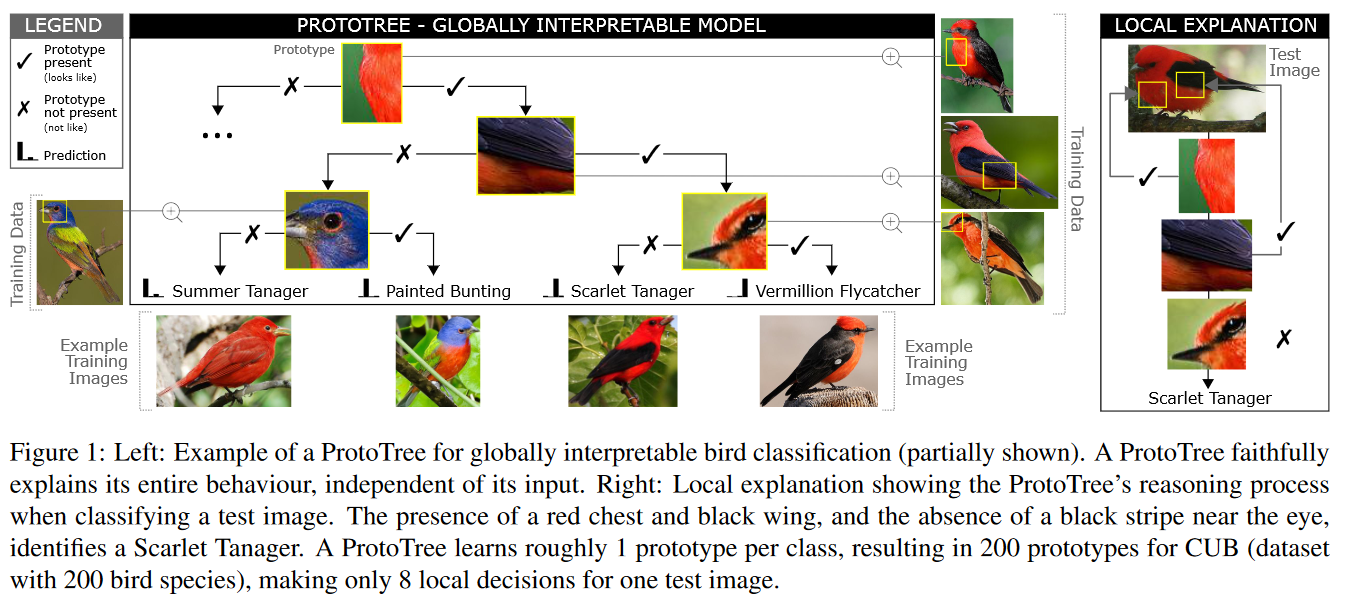 LEGEND
Prototype
present
(looks like)
Prototype
not present
(not like)
Prediction
PROTOTREE - GLOBALLY INTERPRETABLE MODEL
Prototype
Training Data
Summer Tanager
Painted Bunting
Scarlet Tanager
Vermillion Flycatcher
Training Data
Example
Training
Images
Example
Training
Images
LOCAL EXPLANATION
Test
Image
Scarlet Tanager
Figure 1: Left: Example of a ProtoTree for globally interpretable bird classification (partially shown). A ProtoTree faithfully
explains its entire behaviour, independent of its input. Right: Local explanation showing the ProtoTree’s reasoning process
when classifying a test image. The presence of a red chest and black wing, and the absence of a black stripe near the eye,
identifies a Scarlet Tanager. A ProtoTree learns roughly 1 prototype per class, resulting in 200 prototypes for CUB (dataset
with 200 bird species), making only 8 local decisions for one test image.